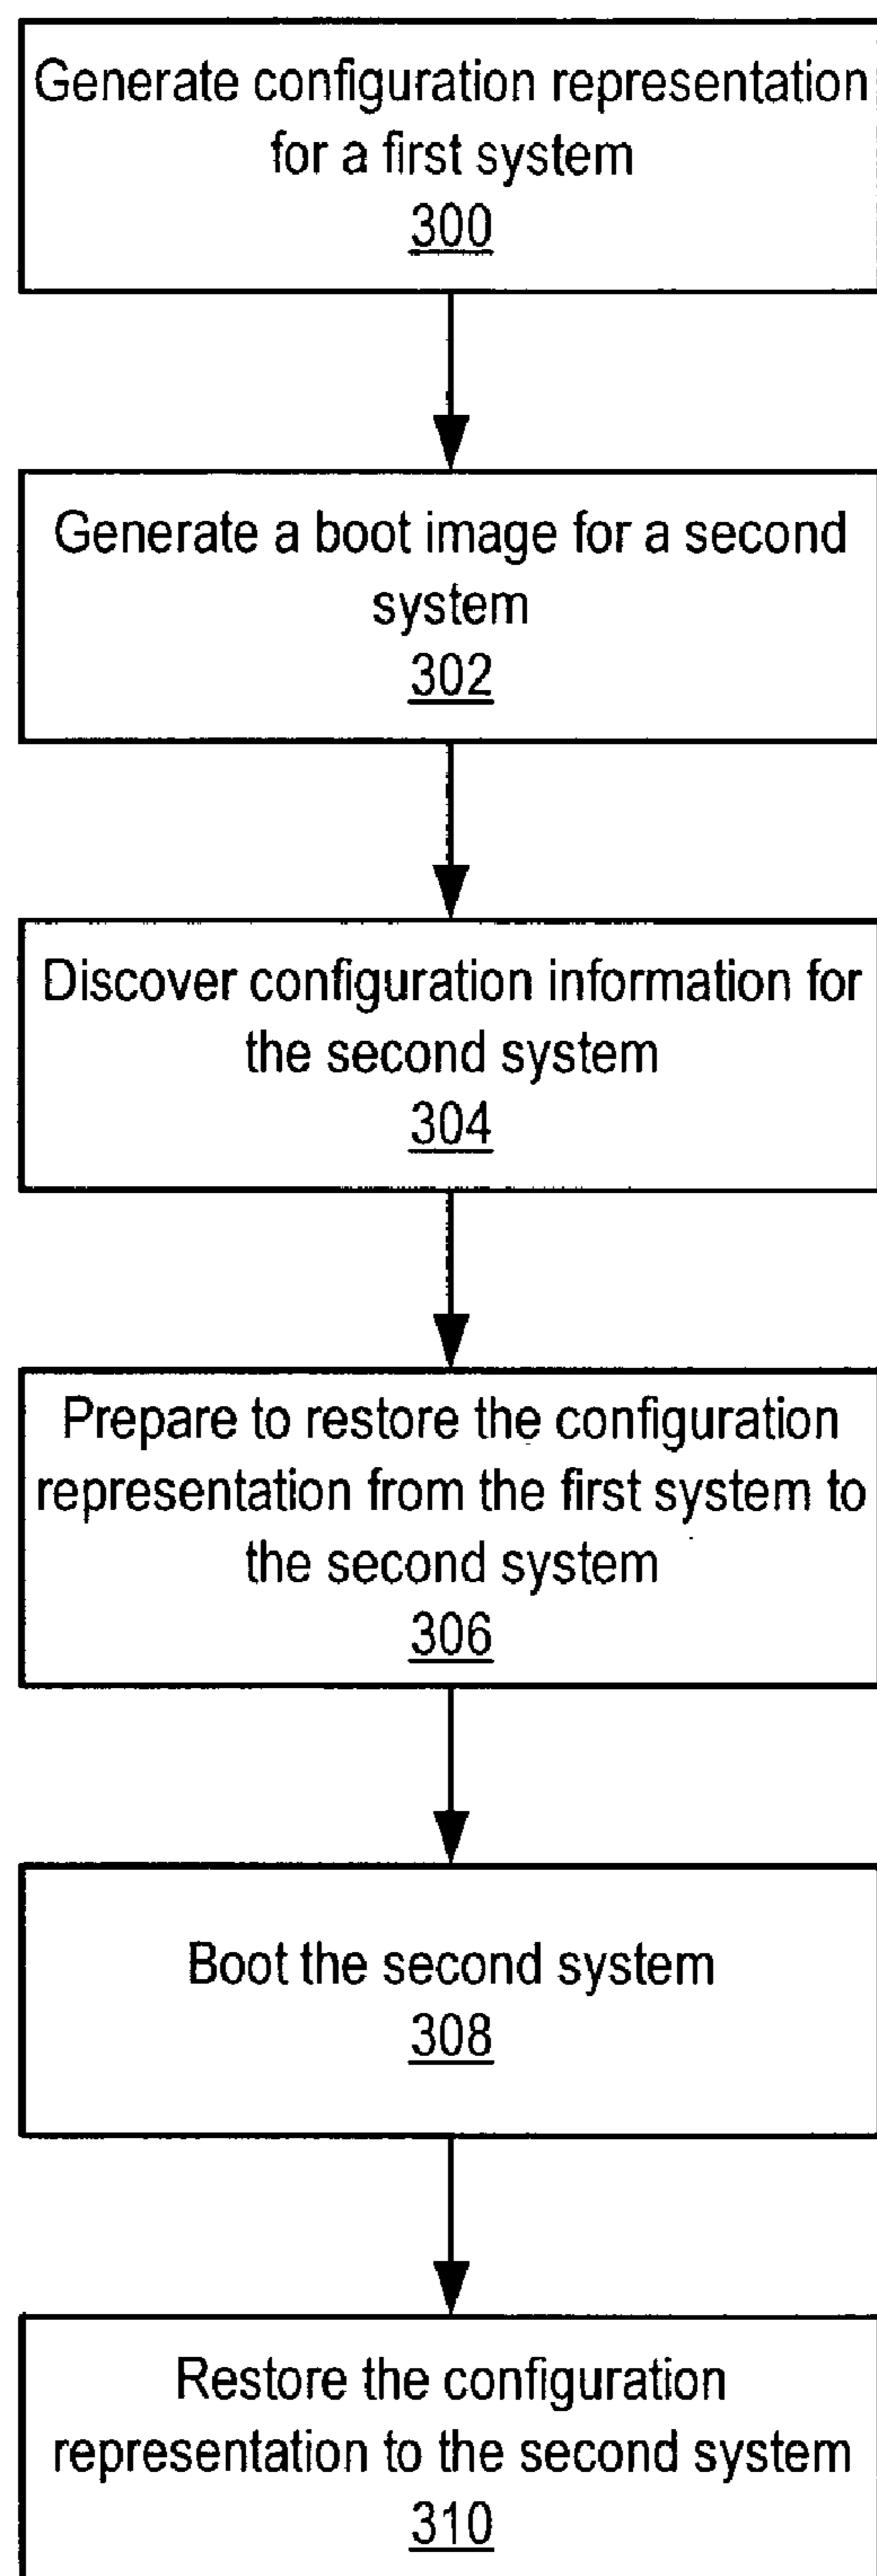 Generate configuration representation
for a first system
300
Generate a boot image for a second
system
302
Discover configuration information for
the second system
304
Prepare to restore the configuration
representation from the first system to
the second system
306
Boot the second system
308
Restore the configuration
representation to the second system
310